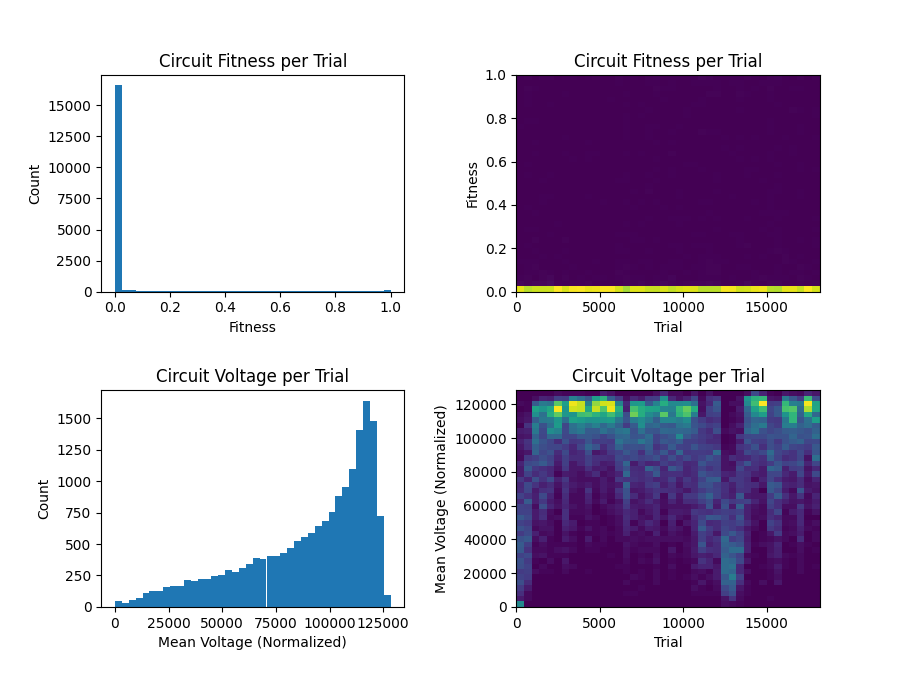 Circuit Fitness per Trial
Count
15000
12500
10000
7500
5000
2500
0
0.0 0.2 0.4 0.6 0.8 1.0
Fitness
Circuit Fitness per Trial
Fitness
1.0
0.8
0.6
0.4
0.2
0.0
0 5000 10000 15000
Trial
Circuit Voltage per Trial
Count
1500
1250
1000
750
500
250
0
0 25000 50000 75000 100000 125000
Mean Voltage (Normalized)
Circuit Voltage per Trial
Mean Voltage (Normalized)
120000
100000
80000
60000
40000
20000
0
0 5000 10000 15000
Trial